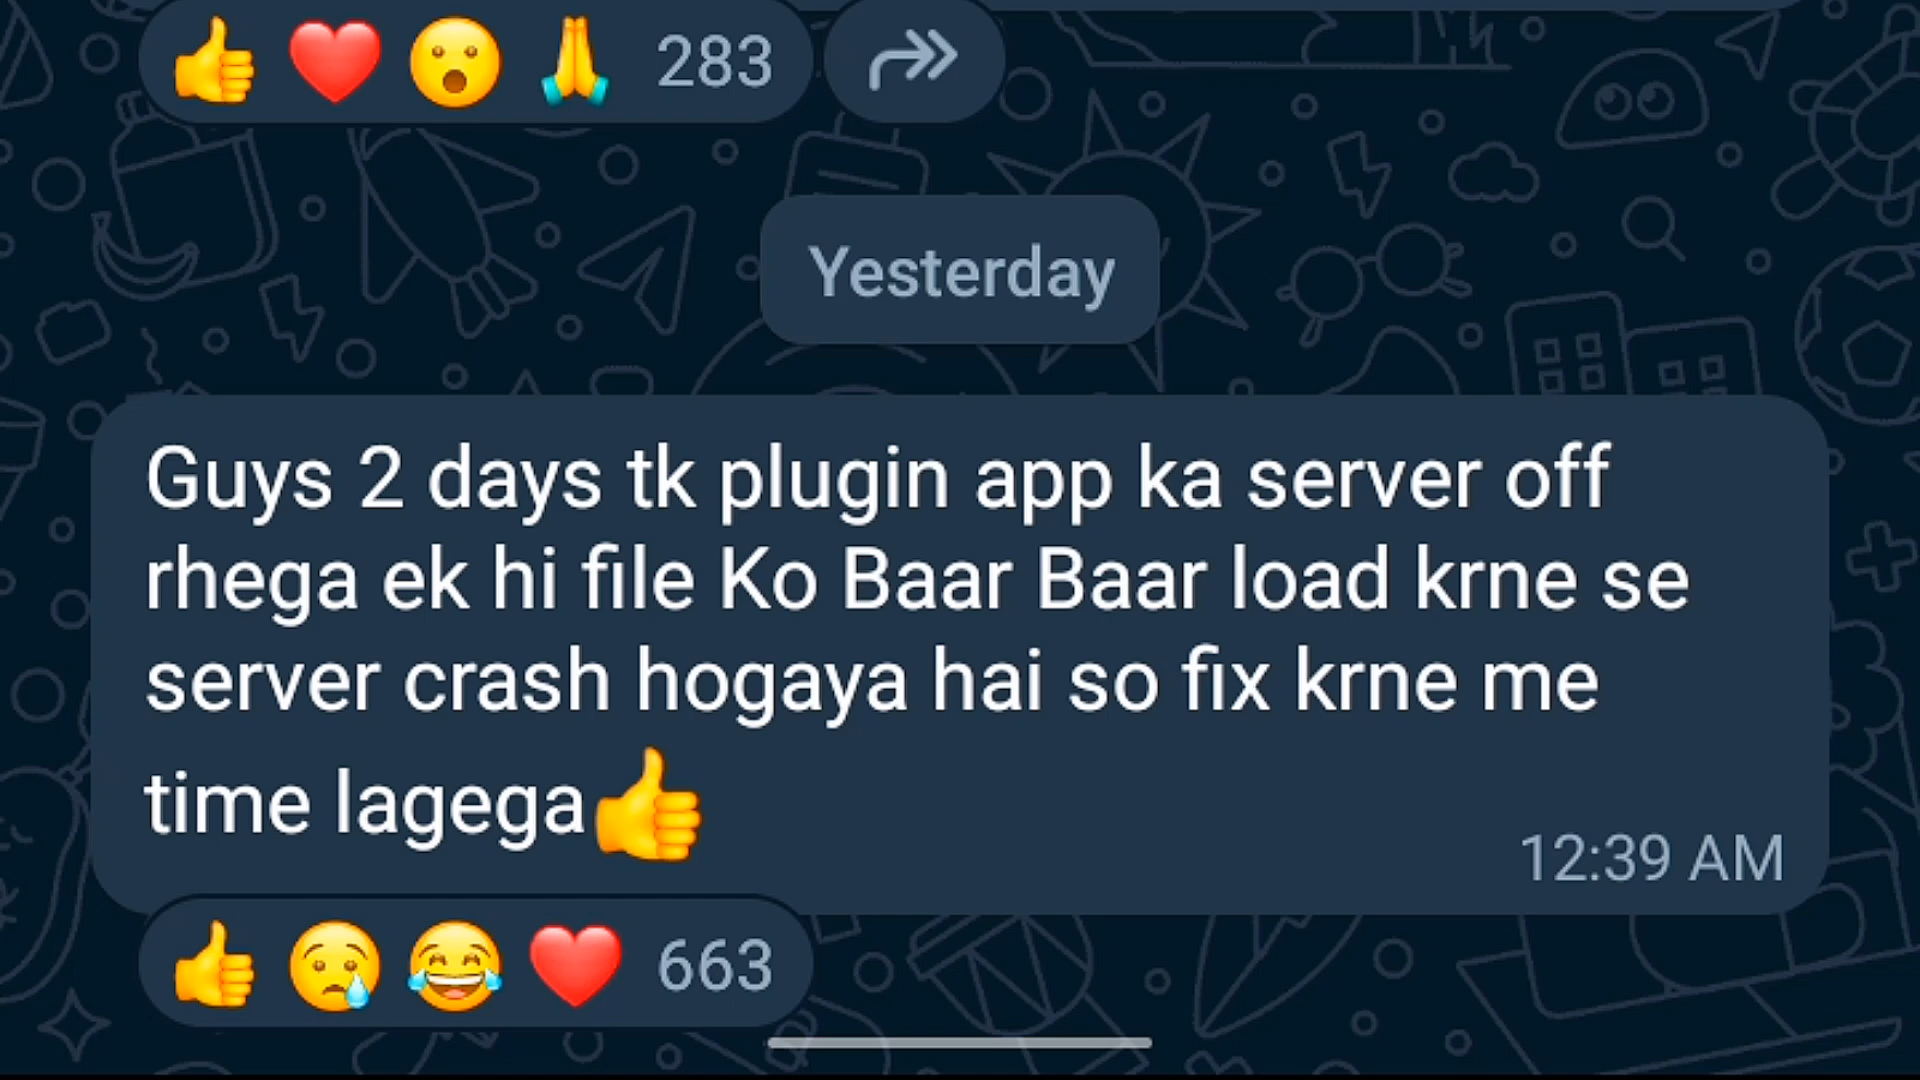 👍 ❤️ 😮 🙏 283
Yesterday
Guys 2 days tk plugin app ka server off
rhega ek hi file Ko Baar Baar load krne se
server crash hogaya hai so fix krne me
time lagega👍
12:39 AM
👍 😢 😂 ❤️ 663